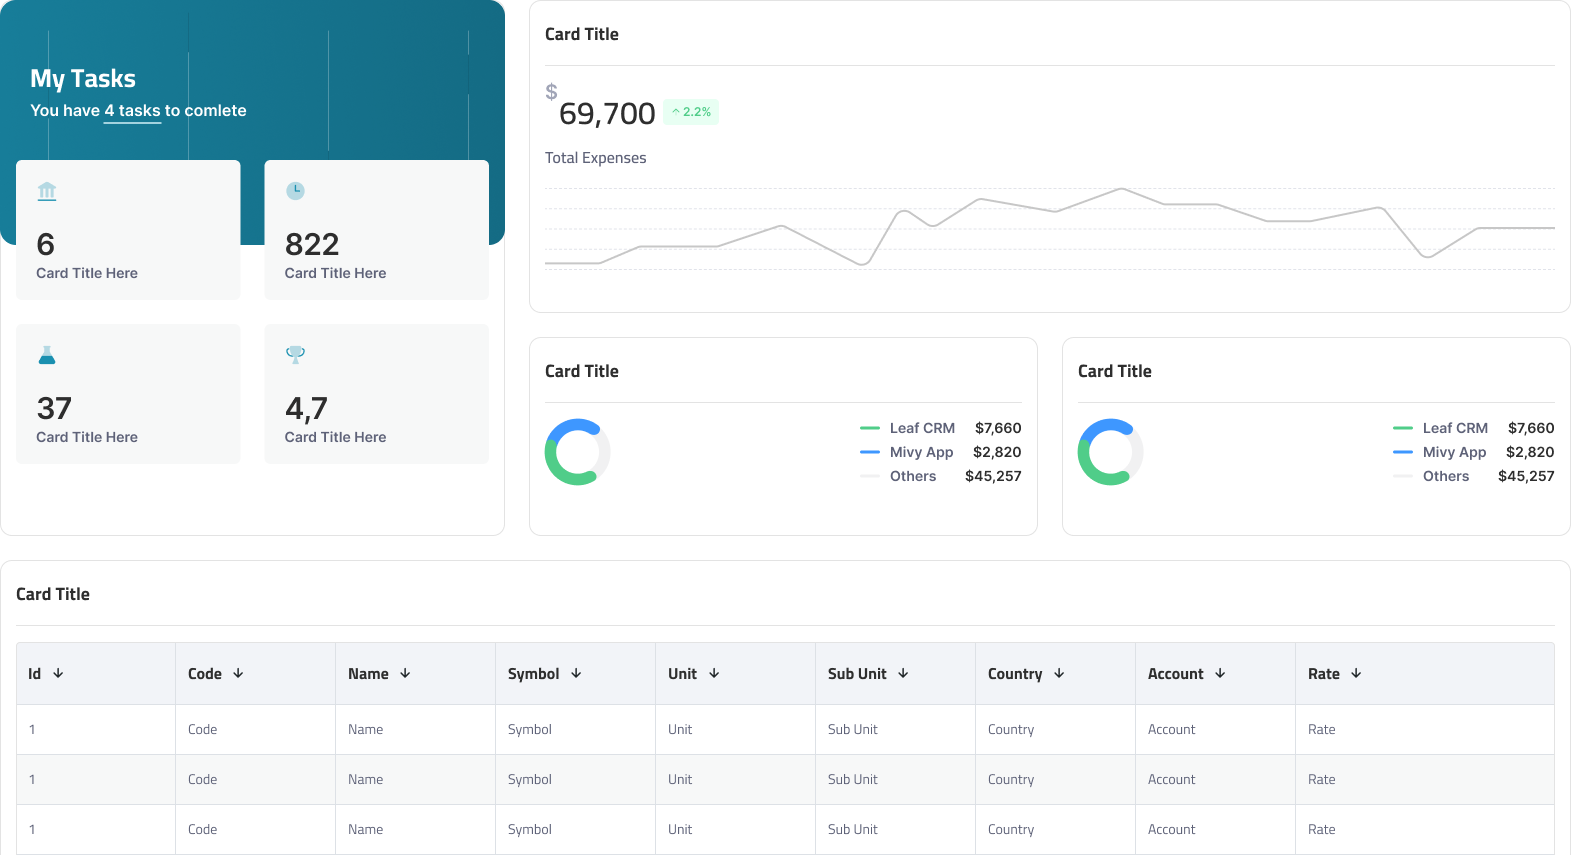 My Tasks
You have 4 tasks to comlete
6
Card Title Here
822
Card Title Here
37
Card Title Here
4,7
Card Title Here
Card Title
$
69,700 2.2%
Total Expenses
Card Title
Leaf CRM $7,660
Mivy App $2,820
Others $45,257
Card Title
Leaf CRM $7,660
Mivy App $2,820
Others $45,257
Card Title
Id Code Name Symbol Unit Sub Unit Country Account Rate
1 Code Name Symbol Unit Sub Unit Country Account Rate
1 Code Name Symbol Unit Sub Unit Country Account Rate
1 Code Name Symbol Unit Sub Unit Country Account Rate